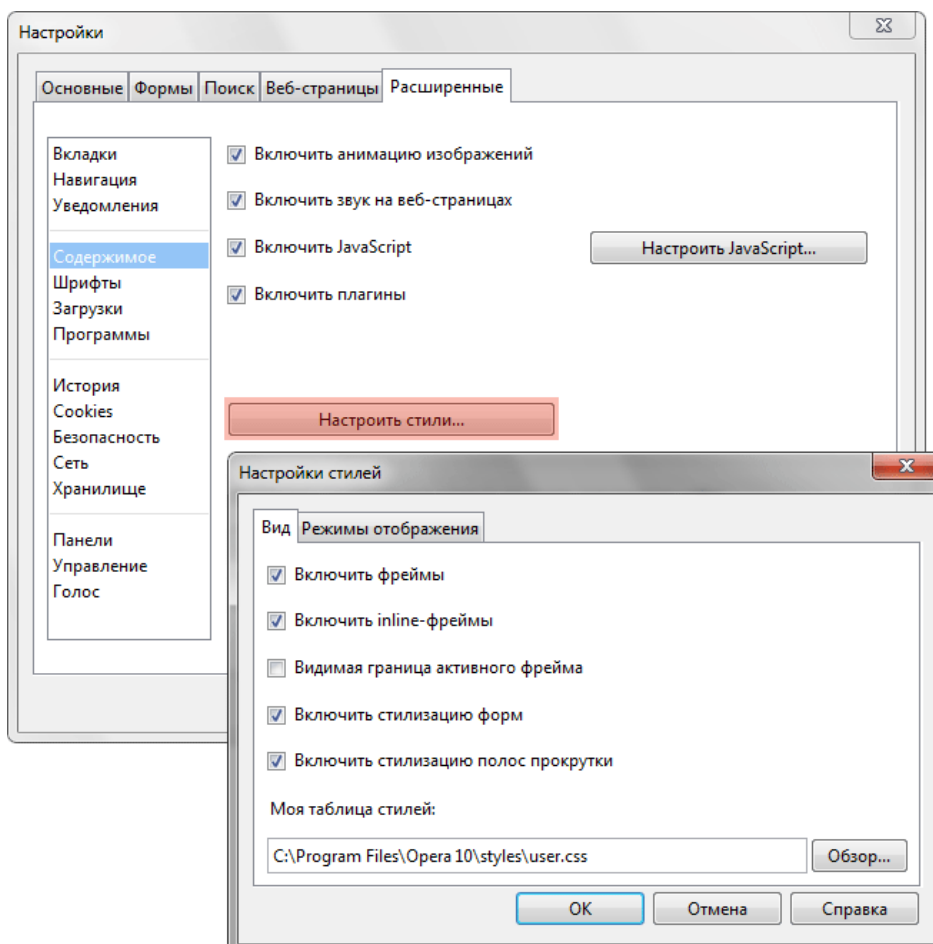 Настройки
Основные Формы Поиск Веб-страницы Расширенные
Вкладки
Навигация
Уведомления
Содержимое
Шрифты
Загрузки
Программы
История
Cookies
Безопасность
Сеть
Хранилище
Панели
Управление
Голос
Включить анимацию изображений
Включить звук на веб-страницах
Включить JavaScript
Настроить JavaScript...
Включить плагины
Настроить стили...
Настройки стилей
Вид Режимы отображения
Включить фреймы
Включить inline-фреймы
Видимая граница активного фрейма
Включить стилизацию форм
Включить стилизацию полос прокрутки
Моя таблица стилей:
C:\Program Files\Opera 10\styles\user.css
Обзор...
OK Отмена Справка